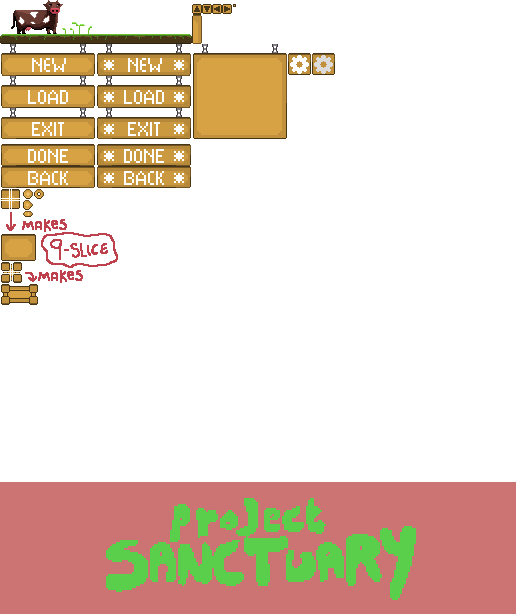 NEW NEW
LOAD LOAD
EXIT EXIT
DONE DONE
BACK BACK
MAKES
9-SLICE
MAKES
project
SANCTUARY